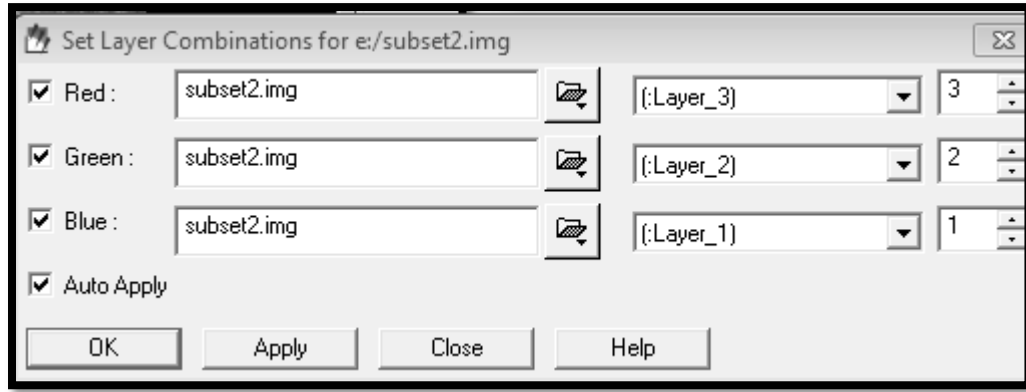 Set Layer Combinations for e:/subset2.img
Red : subset2.img (:Layer_3) 3
Green : subset2.img (:Layer_2) 2
Blue : subset2.img (:Layer_1) 1
Auto Apply
OK Apply Close Help